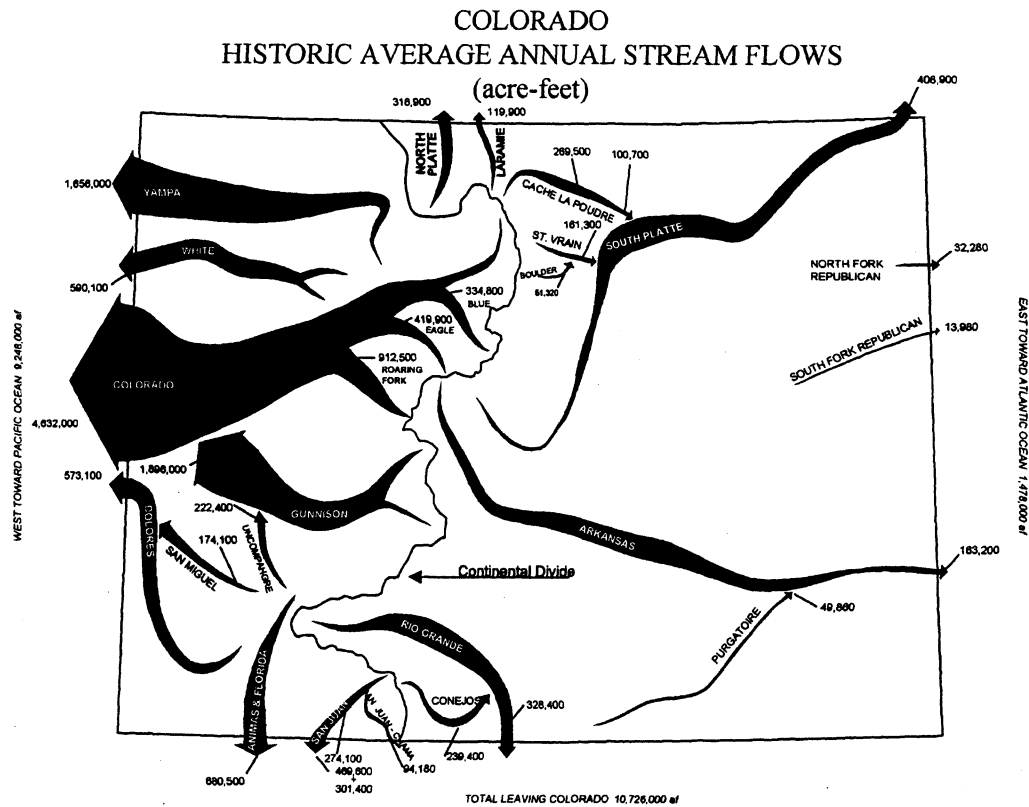 COLORADO
HISTORIC AVERAGE ANNUAL STREAM FLOWS
(acre-feet)
316,900
119,900
406,900
NORTH
PLATTE
LARAMIE
269,500
100,700
CACHE LA POUDRE
1,656,000
YAMPA
161,300
ST. VRAIN
SOUTH PLATTE
WHITE
BOULDER
51,320
NORTH FORK
REPUBLICAN
32,280
590,100
334,800
BLUE
419,900
EAGLE
SOUTH FORK REPUBLICAN
13,980
912,500
ROARING
FORK
COLORADO
4,632,000
WEST TOWARD PACIFIC OCEAN 9,248,000 af
EAST TOWARD ATLANTIC OCEAN 1,478,000 af
573,100
1,896,000
GUNNISON
222,400
DOLORES
174,100
SAN MIGUEL
UNCOMPAHGRE
ARKANSAS
163,200
Continental Divide
49,860
PURGATOIRE
RIO GRANDE
ANIMAS & FLORIDA
SAN JUAN
AN JUAN - CHAMA
CONEJOS
328,400
274,100
469,600
+
301,400
94,180
239,400
680,500
TOTAL LEAVING COLORADO 10,726,000 af